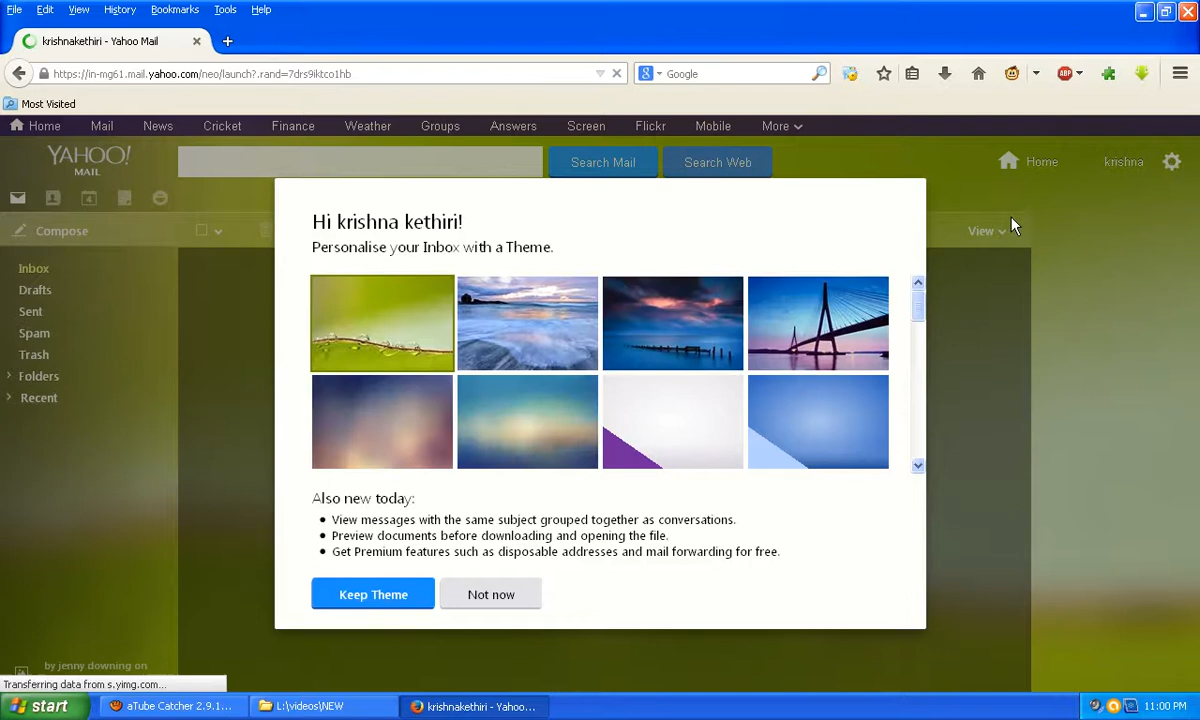 File Edit View History Bookmarks Tools Help
krishnakethiri - Yahoo Mail
https://in-mg61.mail.yahoo.com/neo/launch?.rand=7drs9iktco1hb
Google
ABP
Most Visited
Home Mail News Cricket Finance Weather Groups Answers Screen Flickr Mobile More
YAHOO!
MAIL
Search Mail Search Web Home krishna
4
Compose View
Inbox
Drafts
Sent
Spam
Trash
Folders
Recent
Hi krishna kethiri!
Personalise your Inbox with a Theme.
Also new today:
• View messages with the same subject grouped together as conversations.
• Preview documents before downloading and opening the file.
• Get Premium features such as disposable addresses and mail forwarding for free.
Keep Theme Not now
by jenny downing on
Transferring data from s.yimg.com...
start aTube Catcher 2.9.1... L:\videos\NEW krishnakethiri - Yahoo... 11:00 PM